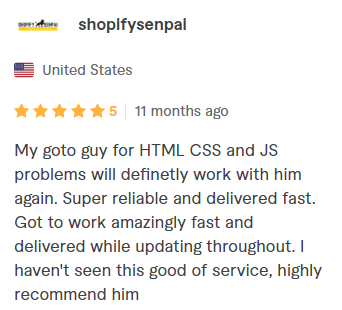 shopifysenpai
United States
5 | 11 months ago
My goto guy for HTML CSS and JS
problems will definetly work with him
again. Super reliable and delivered fast.
Got to work amazingly fast and
delivered while updating throughout. I
haven't seen this good of service, highly
recommend him